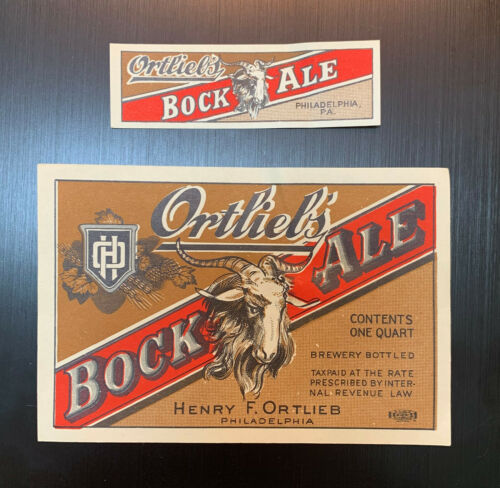 Ortlieb's
BOCK ALE
PHILADELPHIA,
PA.
Ortlieb's
BOCK ALE
CONTENTS
ONE QUART
BREWERY BOTTLED
TAXPAID AT THE RATE
PRESCRIBED BY INTER-
NAL REVENUE LAW
HENRY F. ORTLIEB
PHILADELPHIA